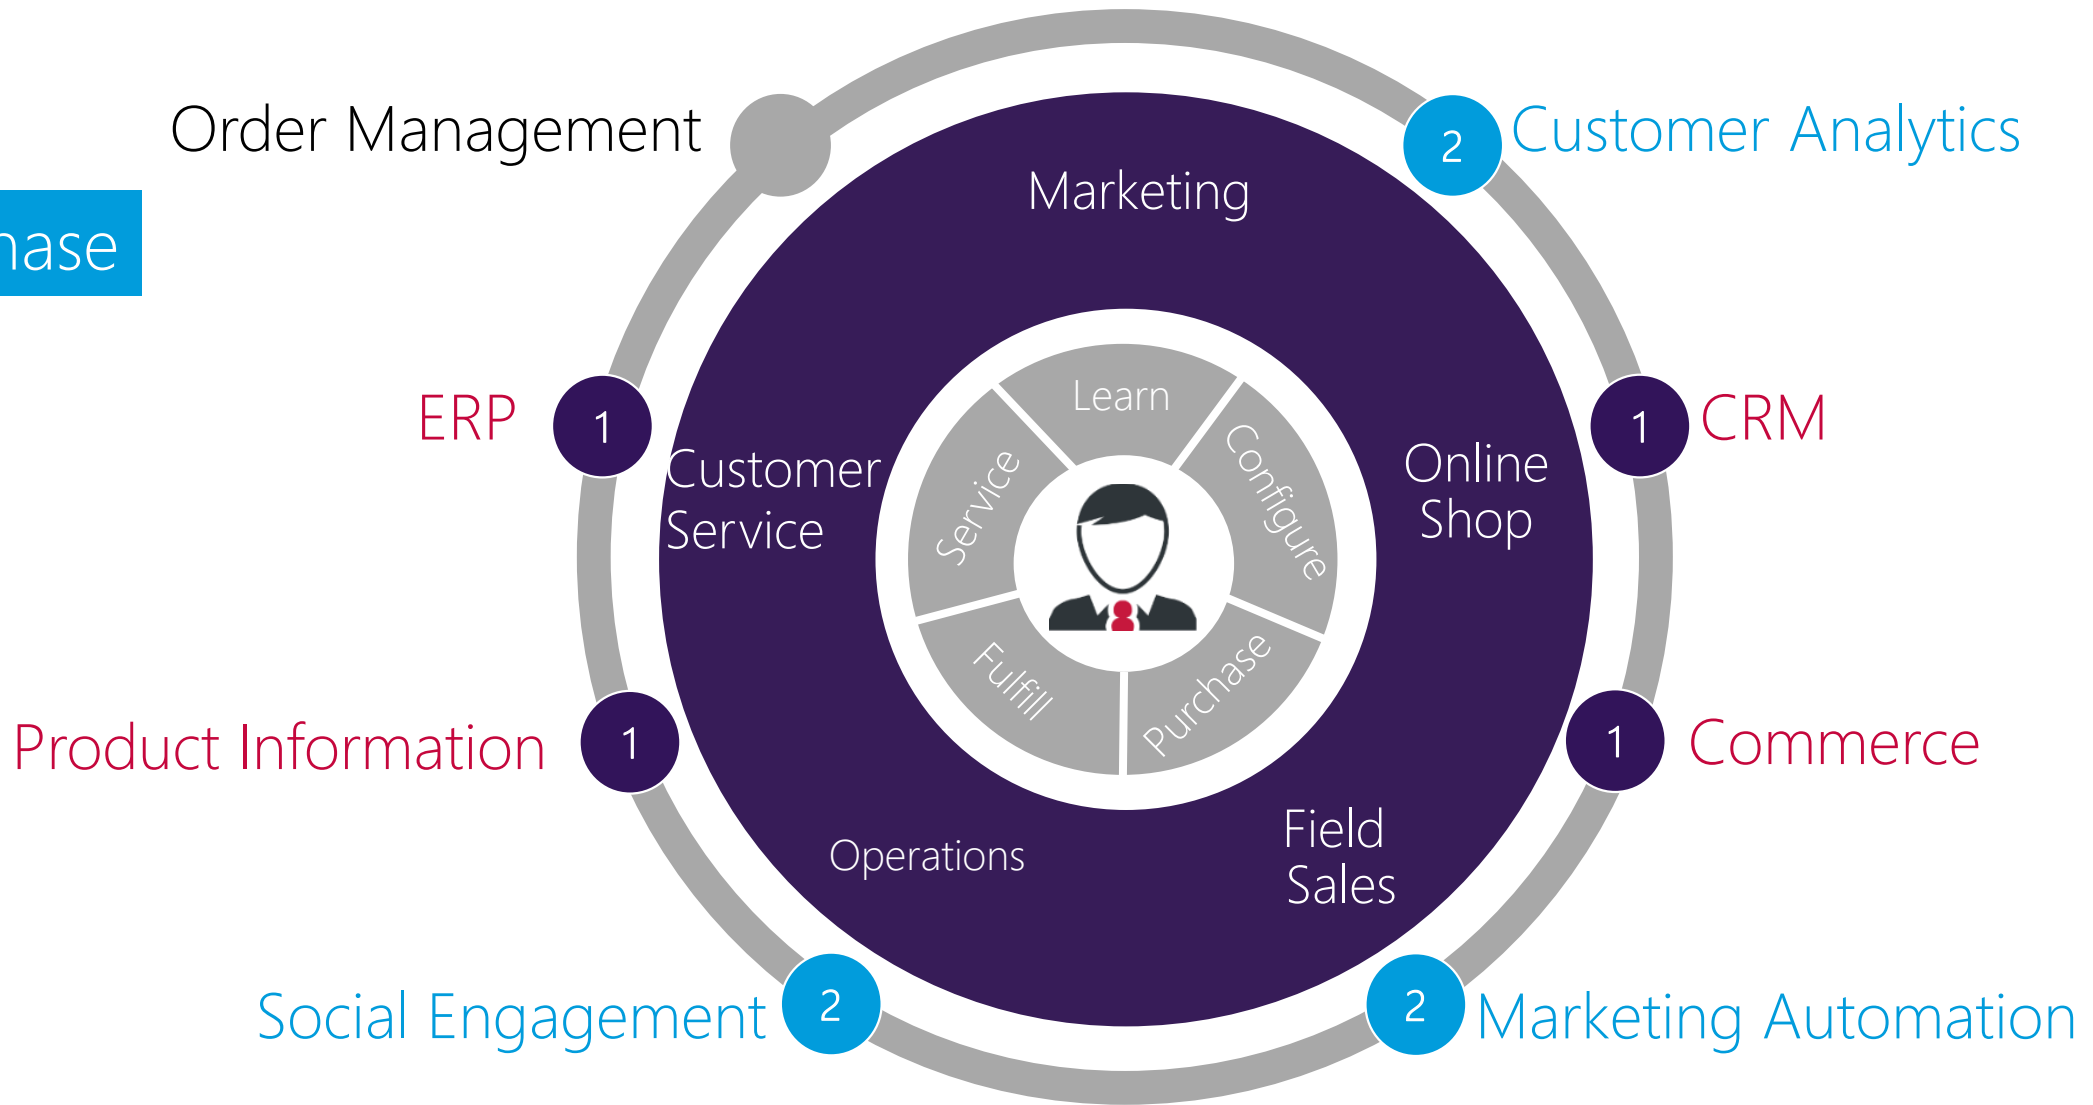 Order Management
2
Customer Analytics
Marketing
hase
Learn
ERP
1
1
CRM
Configure
Online
Shop
Customer
Service
Service
Purchase
Fulfill
Product Information
1
1
Commerce
Field
Sales
Operations
Social Engagement
2
2
Marketing Automation